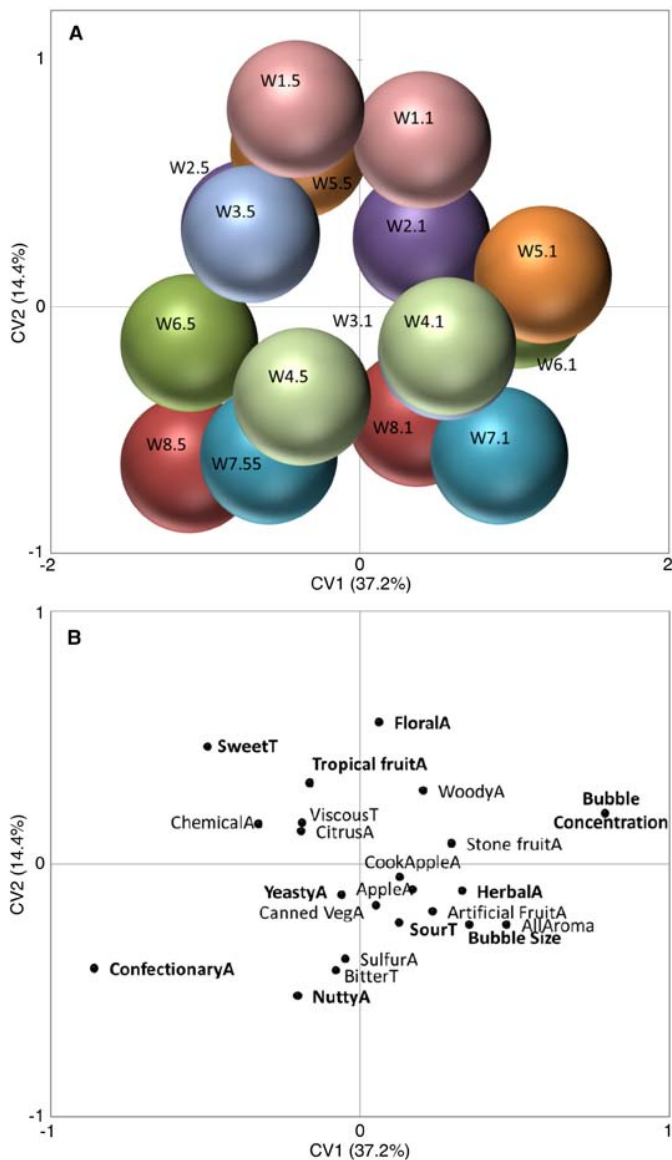 A
1
W1.5
W1.1
W2.5
W5.5
W3.5
W2.1
W5.1
CV2 (14.4%)
0
W6.5
W3.1
W4.1
W6.1
W4.5
W8.5
W7.55
W8.1
W7.1
-1
-2
0
2
CV1 (37.2%)
1
B
FloralA
SweetT
Tropical fruitA
WoodyA
Bubble
Concentration
ChemicalA
ViscousT
CitrusA
Stone fruitA
CV2 (14.4%)
0
CookAppleA
YeastyA
AppleA
HerbalA
Canned VegA
Artificial FruitA
SourT
AllAroma
Bubble Size
SulfurA
ConfectionaryA
BitterT
NuttyA
-1
-1
0
1
CV1 (37.2%)